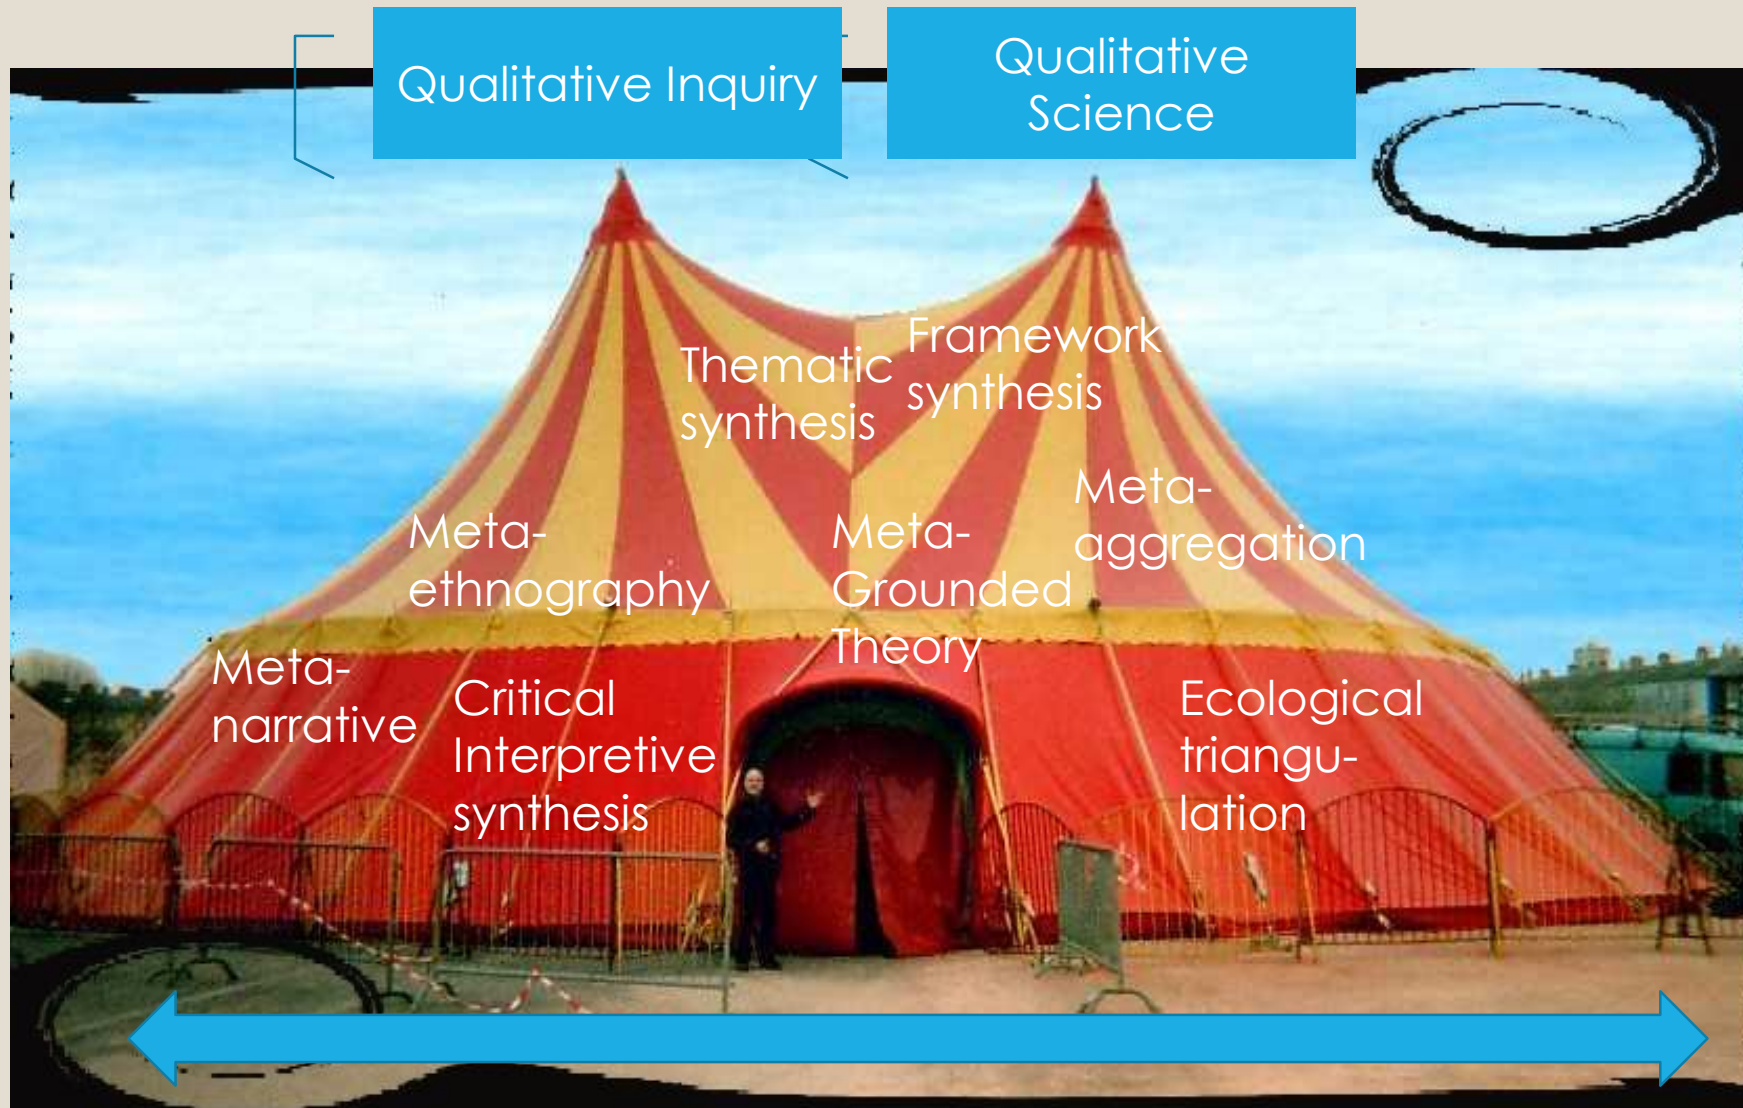 Qualitative Inquiry
Qualitative
Science
Thematic
synthesis
Framework
synthesis
Meta-
ethnography
Meta-
Grounded
Theory
Meta-
aggregation
Meta-
narrative
Critical
Interpretive
synthesis
Ecological
triangu-
lation